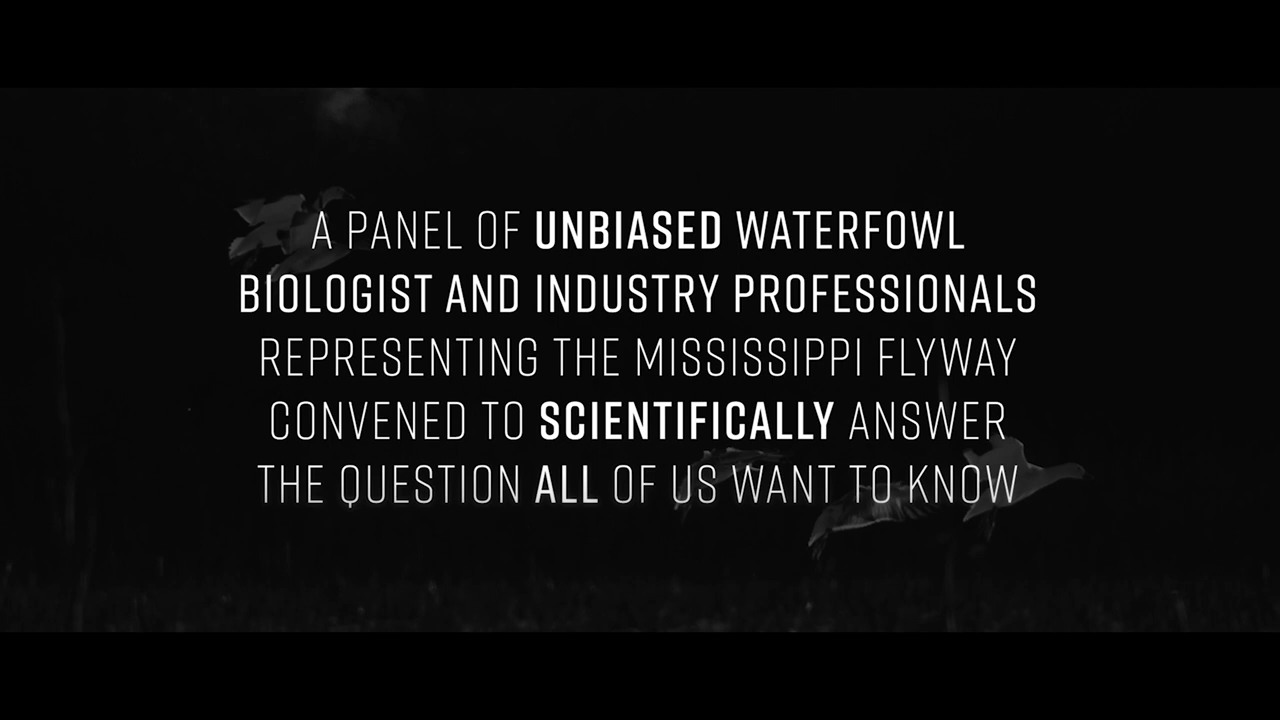 A PANEL OF UNBIASED WATERFOWL
BIOLOGIST AND INDUSTRY PROFESSIONALS
REPRESENTING THE MISSISSIPPI FLYWAY
CONVENED TO SCIENTIFICALLY ANSWER
THE QUESTION ALL OF US WANT TO KNOW